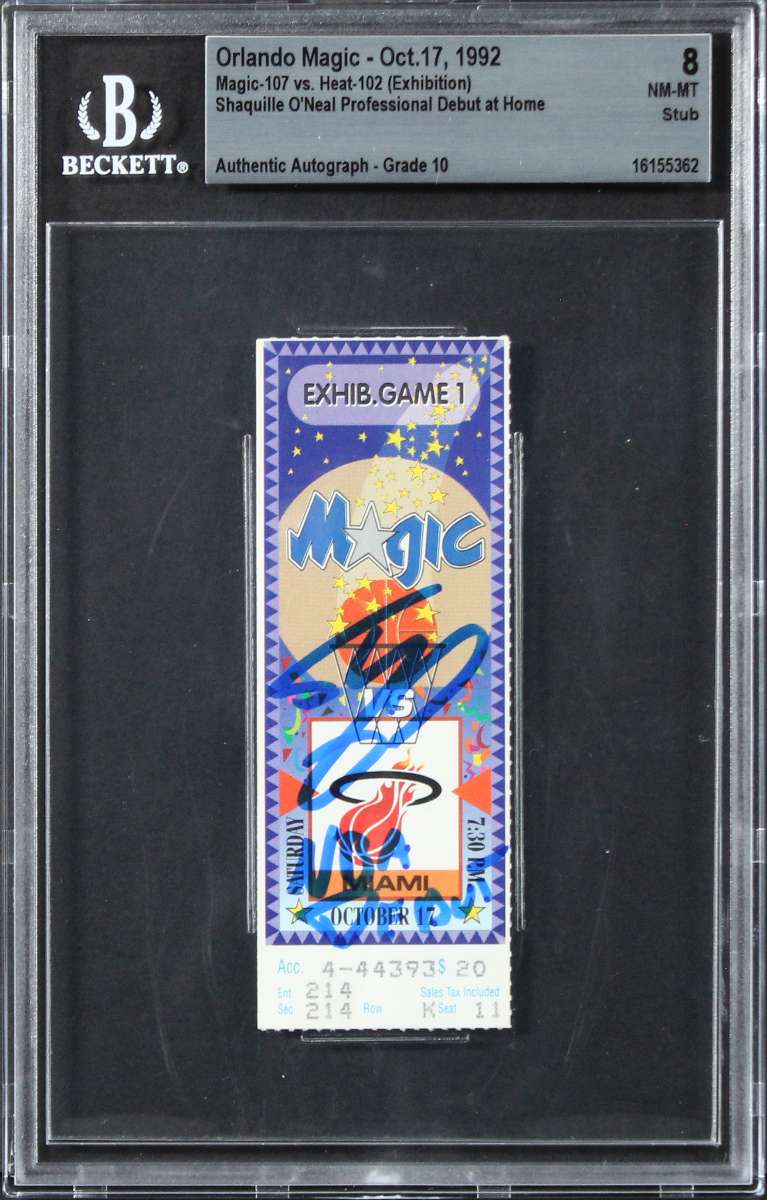 B
BECKETT®
Orlando Magic - Oct.17, 1992
8
Magic-107 vs. Heat-102 (Exhibition)
NM-MT
Shaquille O'Neal Professional Debut at Home
Stub
Authentic Autograph - Grade 10
16155362
EXHIB.GAME 1
Magic
VS
SATURDAY
7:30 P.M.
MIAMI
NBA
DEBUT
OCTOBER 17
Acc. 4-44393 $ 20
Ent 214 Sales Tax Included
Sec 214 Row K Seat 11